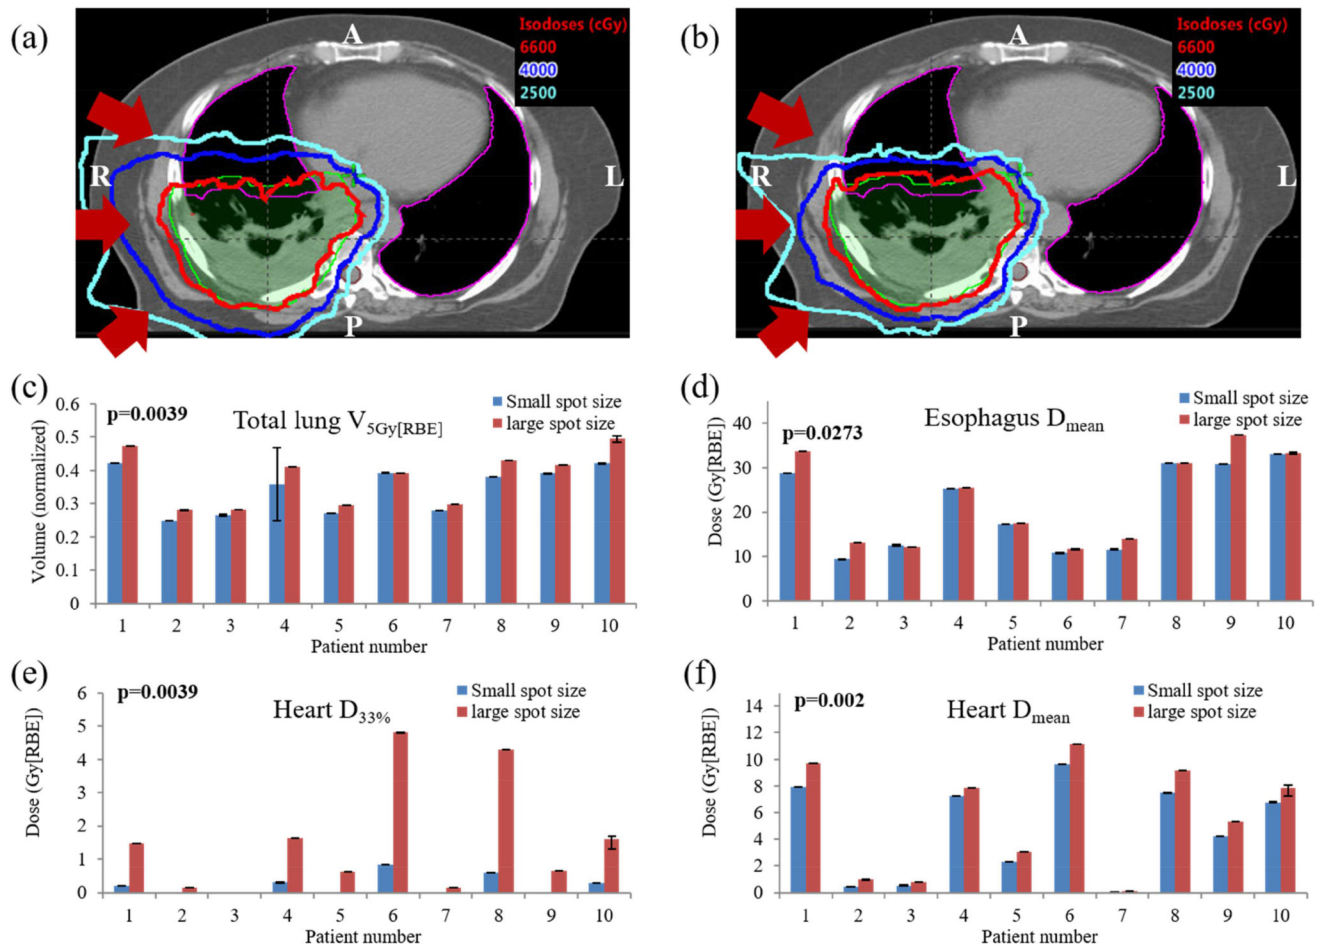 (a)
A
Isodoses (cGy)
6600
4000
2500
R
L
P
(b)
A
Isodoses (cGy)
6600
4000
2500
R
L
P
(c)
p=0.0039
Total lung V5Gy[RBE]
Small spot size
large spot size
Volume (normalized)
0.6
0.5
0.4
0.3
0.2
0.1
0
1 2 3 4 5 6 7 8 9 10
Patient number
(d)
p=0.0273
Esophagus Dmean
Small spot size
large spot size
Dose (Gy[RBE])
40
30
20
10
0
1 2 3 4 5 6 7 8 9 10
Patient number
(e)
p=0.0039
Heart D33%
Small spot size
large spot size
Dose (Gy[RBE])
6
5
4
3
2
1
0
1 2 3 4 5 6 7 8 9 10
Patient number
(f)
p=0.002
Heart Dmean
Small spot size
large spot size
Dose (Gy[RBE])
14
12
10
8
6
4
2
0
1 2 3 4 5 6 7 8 9 10
Patient number